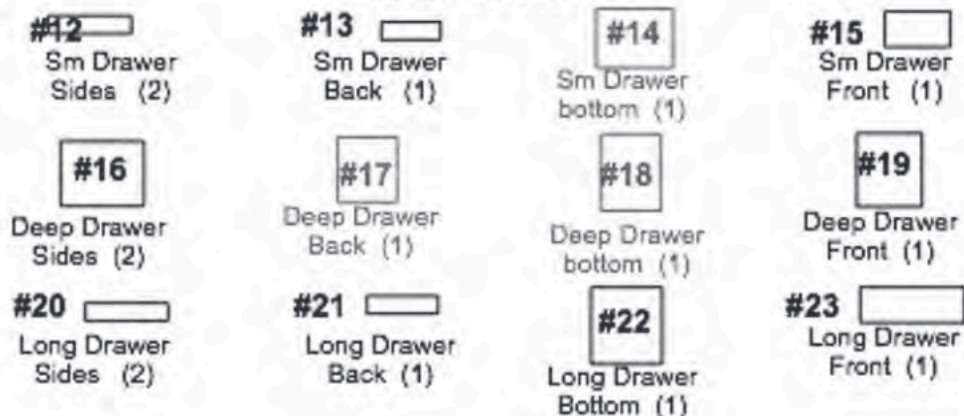 #12
Sm Drawer
Sides (2)
#13
Sm Drawer
Back (1)
#14
Sm Drawer
bottom (1)
#15
Sm Drawer
Front (1)
#16
Deep Drawer
Sides (2)
#17
Deep Drawer
Back (1)
#18
Deep Drawer
bottom (1)
#19
Deep Drawer
Front (1)
#20
Long Drawer
Sides (2)
#21
Long Drawer
Back (1)
#22
Long Drawer
Bottom (1)
#23
Long Drawer
Front (1)